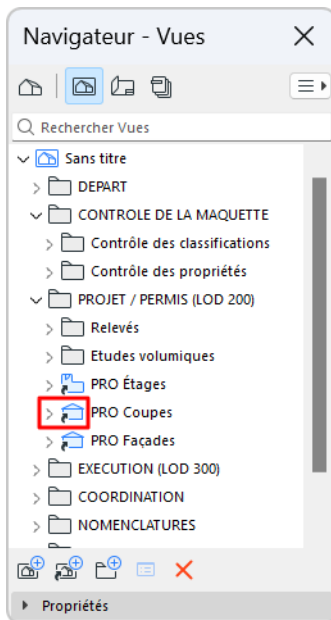 Navigateur - Vues
Rechercher Vues
Sans titre
DEPART
CONTROLE DE LA MAQUETTE
Contrôle des classifications
Contrôle des propriétés
PROJET / PERMIS (LOD 200)
Relevés
Etudes volumiques
PRO Étages
PRO Coupes
PRO Façades
EXECUTION (LOD 300)
COORDINATION
NOMENCLATURES
Propriétés